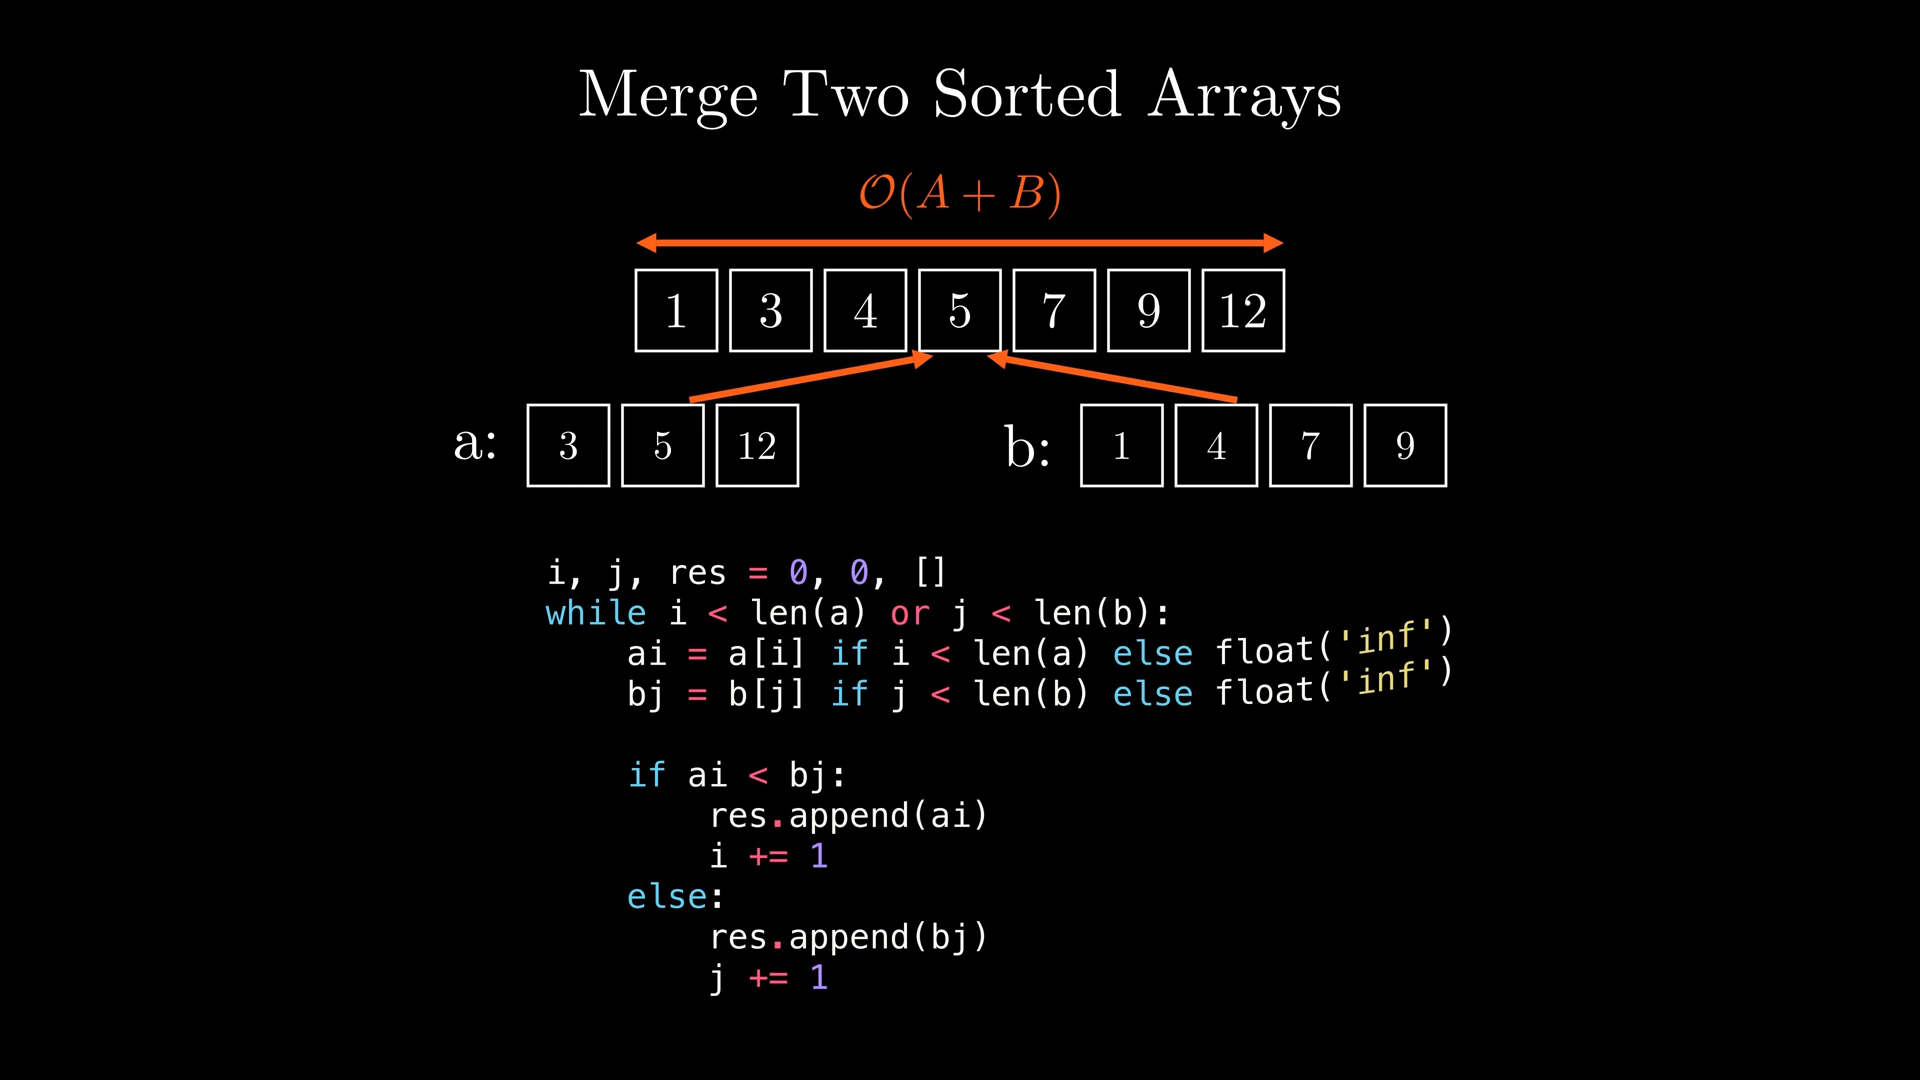 Merge Two Sorted Arrays
O(A + B)
1 3 4 5 7 9 12
a: 3 5 12 b: 1 4 7 9
i, j, res = 0, 0, []
while i < len(a) or j < len(b):
    ai = a[i] if i < len(a) else float('inf')
    bj = b[j] if j < len(b) else float('inf')
    if ai < bj:
        res.append(ai)
        i += 1
    else:
        res.append(bj)
        j += 1